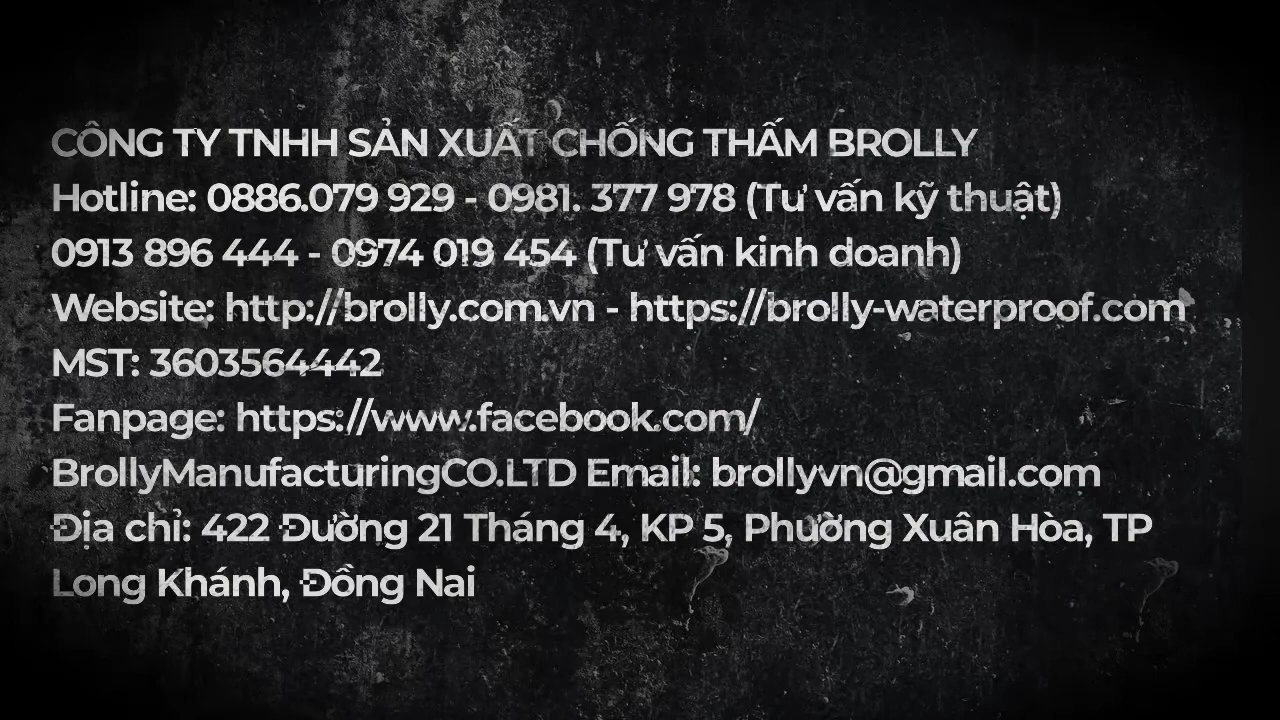 CÔNG TY TNHH SẢN XUẤT CHỐNG THẤM BROLLY
Hotline: 0886.079 929 - 0981. 377 978 (Tư vấn kỹ thuật)
0913 896 444 - 0974 019 454 (Tư vấn kinh doanh)
Website: http://brolly.com.vn - https://brolly-waterproof.com
MST: 3603564442
Fanpage: https://www.facebook.com/
BrollyManufacturingCO.LTD Email: brollyvn@gmail.com
Địa chỉ: 422 Đường 21 Tháng 4, KP 5, Phường Xuân Hòa, TP
Long Khánh, Đồng Nai